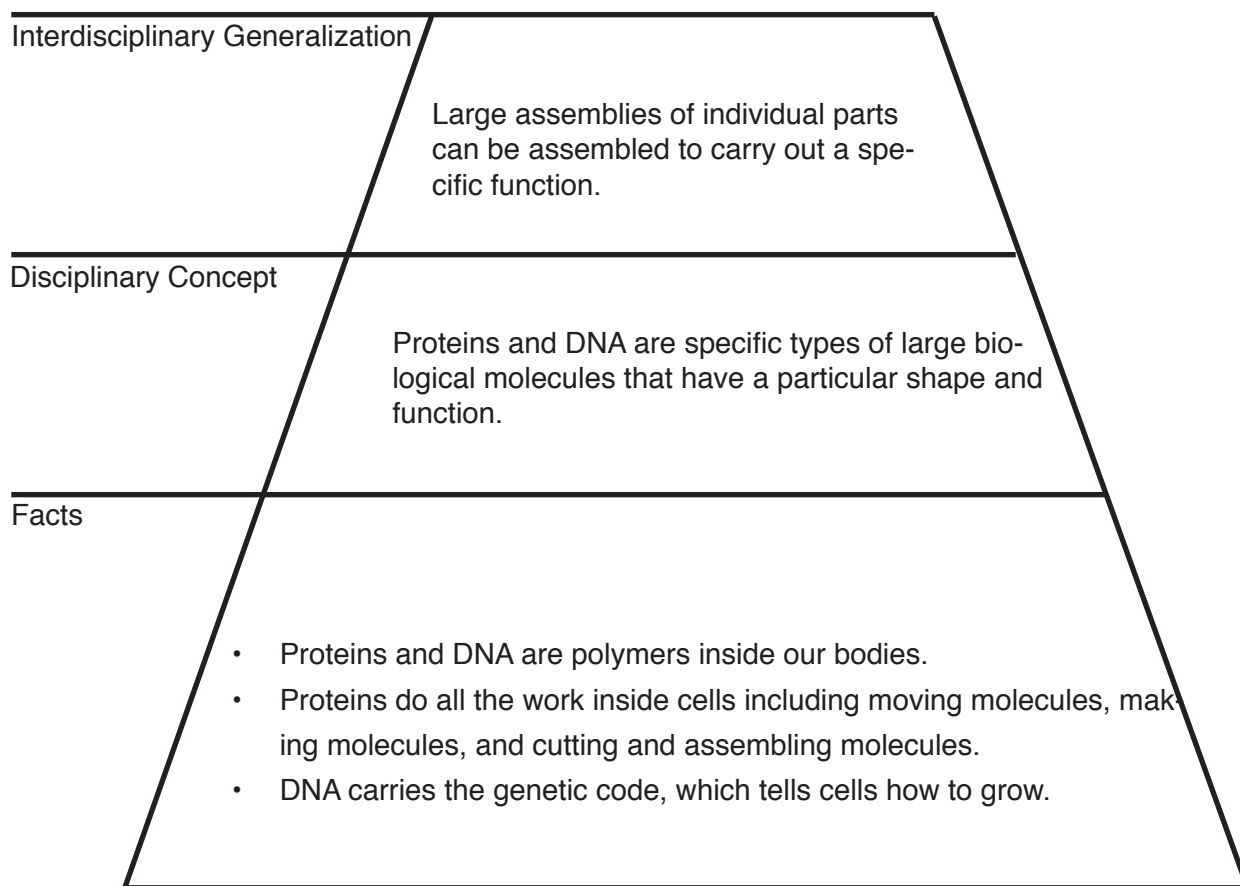 Interdisciplinary Generalization
Large assemblies of individual parts
can be assembled to carry out a spe-
cific function.
Disciplinary Concept
Proteins and DNA are specific types of large bio-
logical molecules that have a particular shape and
function.
Facts
• Proteins and DNA are polymers inside our bodies.
• Proteins do all the work inside cells including moving molecules, mak-
ing molecules, and cutting and assembling molecules.
• DNA carries the genetic code, which tells cells how to grow.